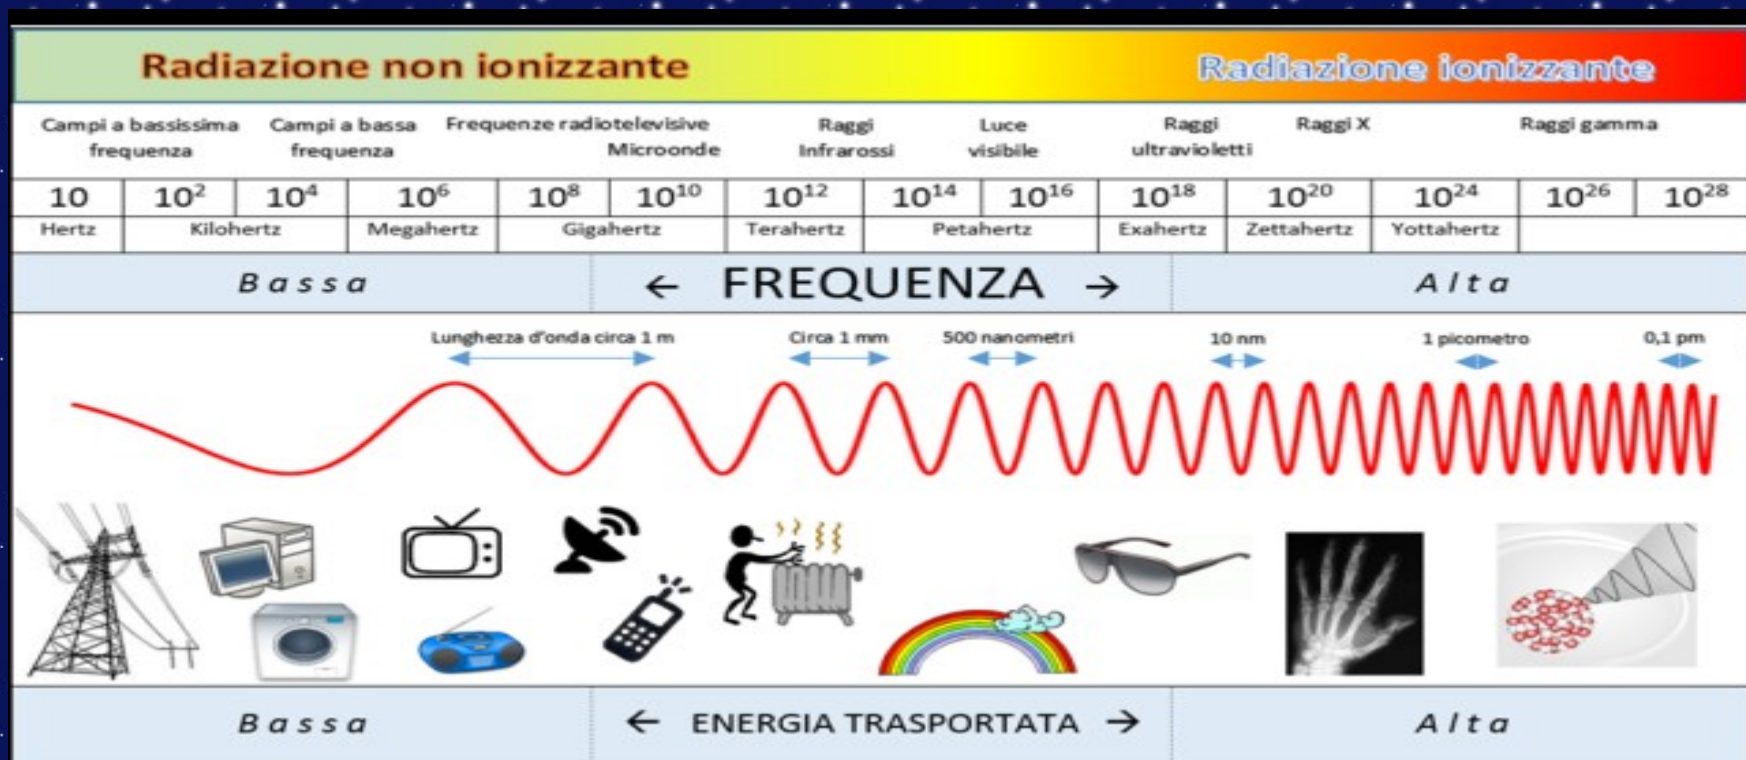 Radiazione non ionizzante Radiazione ionizzante
Campi a bassissima frequenza
Campi a bassa frequenza
Frequenze radiotelevisive
Microonde
Raggi Infrarossi
Luce visibile
Raggi ultravioletti
Raggi X
Raggi gamma
10 10² 10⁴ 10⁶ 10⁸ 10¹⁰ 10¹² 10¹⁴ 10¹⁶ 10¹⁸ 10²⁰ 10²⁴ 10²⁶ 10²⁸
Hertz Kilohertz Megahertz Gigahertz Terahertz Petahertz Exahertz Zettahertz Yottahertz
Bassa ← FREQUENZA → Alta
Lunghezza d'onda circa 1 m Circa 1 mm 500 nanometri 10 nm 1 picometro 0,1 pm
Bassa ← ENERGIA TRASPORTATA → Alta